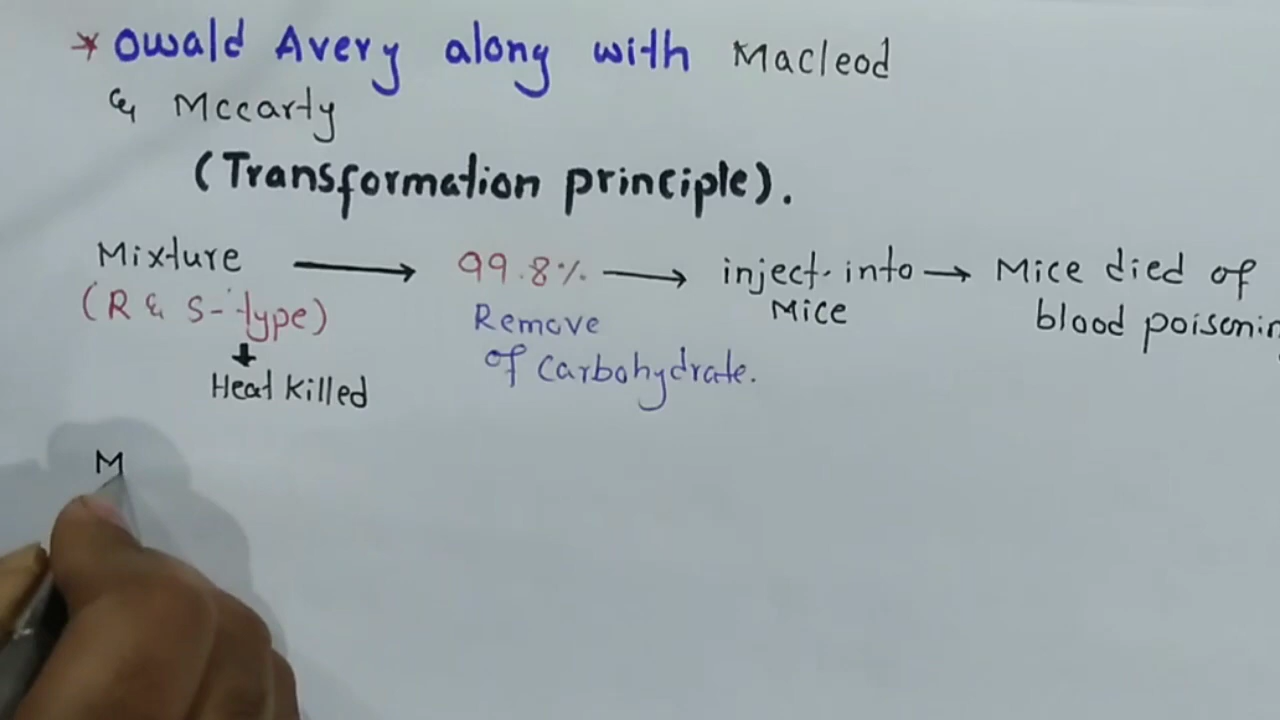 * Owald Avery along with Macleod
& Mccarty
(Transformation principle).
Mixture → 99.8% → inject into → Mice died of
(R & S-type) Remove Mice blood poisonin
of Carbohydrate.
Heat Killed
M